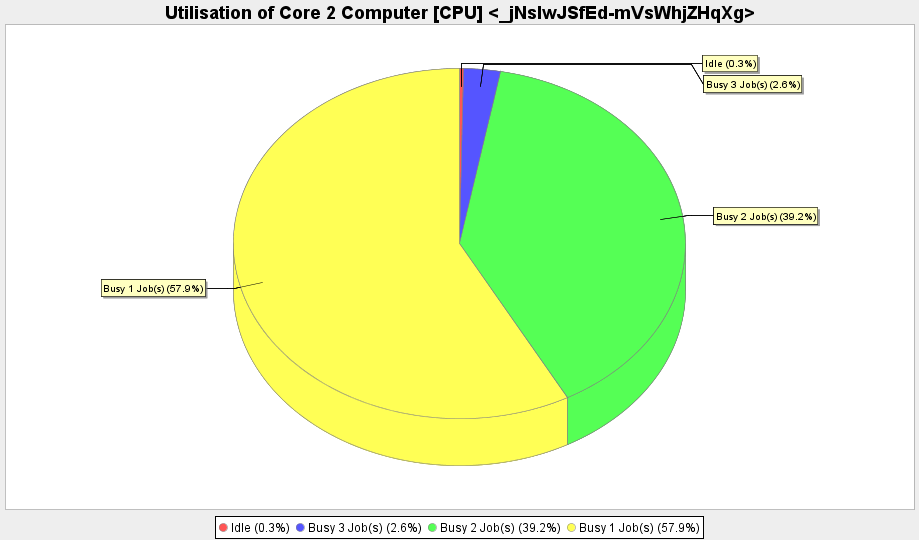 Utilisation of Core 2 Computer [CPU] <_jNslwJSfEd-mVsWhjZHqXg>
Idle (0.3%)
Busy 3 Job(s) (2.6%)
Busy 2 Job(s) (39.2%)
Busy 1 Job(s) (57.9%)
Idle (0.3%) Busy 3 Job(s) (2.6%) Busy 2 Job(s) (39.2%) Busy 1 Job(s) (57.9%)